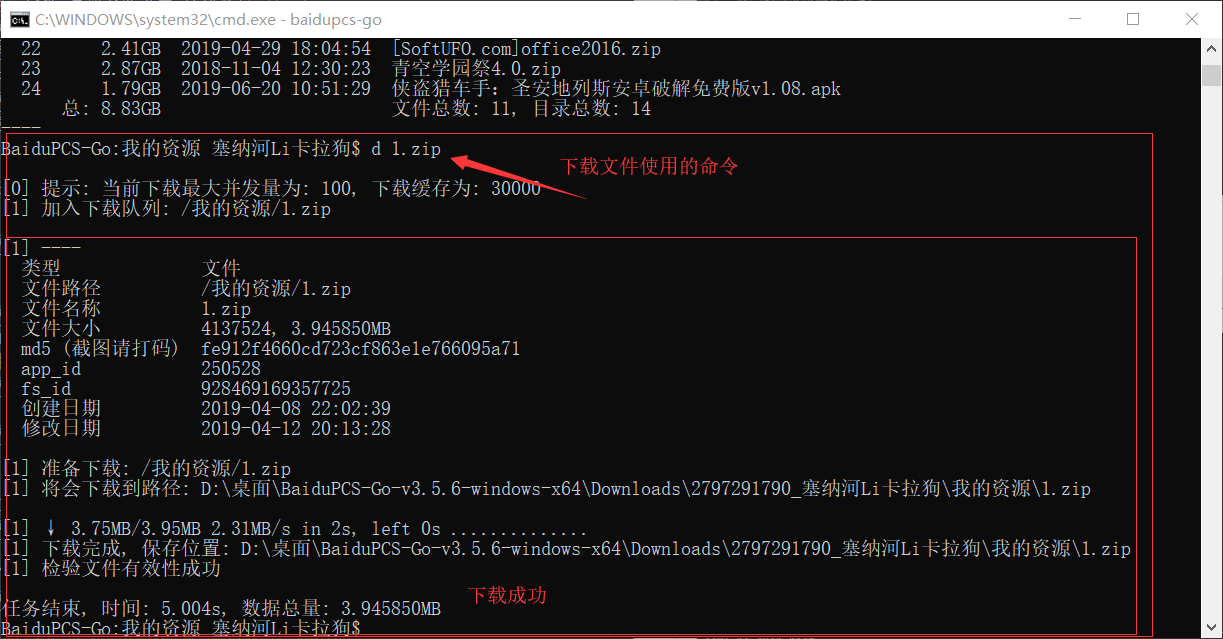 C:\WINDOWS\system32\cmd.exe - baidupcs-go
22 2.41GB 2019-04-29 18:04:54 [SoftUFO.com]office2016.zip
23 2.87GB 2018-11-04 12:30:23 青空学园祭4.0.zip
24 1.79GB 2019-06-20 10:51:29 侠盗猎车手：圣安地列斯安卓破解免费版v1.08.apk
总: 8.83GB 文件总数: 11, 目录总数: 14
----
BaiduPCS-Go:我的资源 塞纳河Li卡拉狗$ d 1.zip
下载文件使用的命令
[0] 提示: 当前下载最大并发量为: 100, 下载缓存为: 30000
[1] 加入下载队列: /我的资源/1.zip
[1] ----
类型 文件
文件路径 /我的资源/1.zip
文件名称 1.zip
文件大小 4137524, 3.945850MB
md5 (截图请打码) fe912f4660cd723cf863e1e766095a71
app_id 250528
fs_id 928469169357725
创建日期 2019-04-08 22:02:39
修改日期 2019-04-12 20:13:28
[1] 准备下载: /我的资源/1.zip
[1] 将会下载到路径: D:\桌面\BaiduPCS-Go-v3.5.6-windows-x64\Downloads\2797291790_塞纳河Li卡拉狗\我的资源\1.zip
[1] ↓ 3.75MB/3.95MB 2.31MB/s in 2s, left 0s ..............
[1] 下载完成, 保存位置: D:\桌面\BaiduPCS-Go-v3.5.6-windows-x64\Downloads\2797291790_塞纳河Li卡拉狗\我的资源\1.zip
[1] 检验文件有效性成功
下载成功
任务结束, 时间: 5.004s, 数据总量: 3.945850MB
BaiduPCS-Go:我的资源 塞纳河Li卡拉狗$